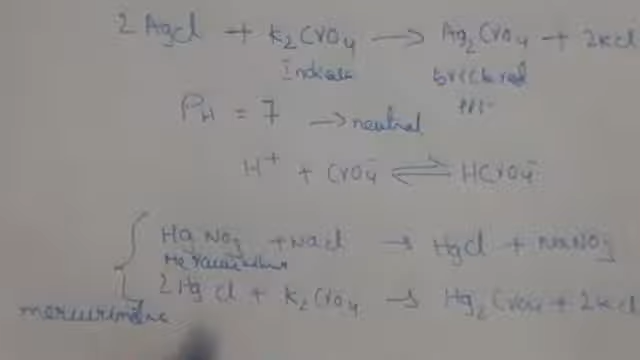 2 Agcl + K2CrO4 → Ag2CrO4 + 2KCl
brick red
PH = 7 → neutral
H+ + CrO4- ⇌ HCrO4-
HgNO3 + Nacl → Hgcl + NaNO3
2Hgcl + K2CrO4 → Hg2CrO4 + 2KCl